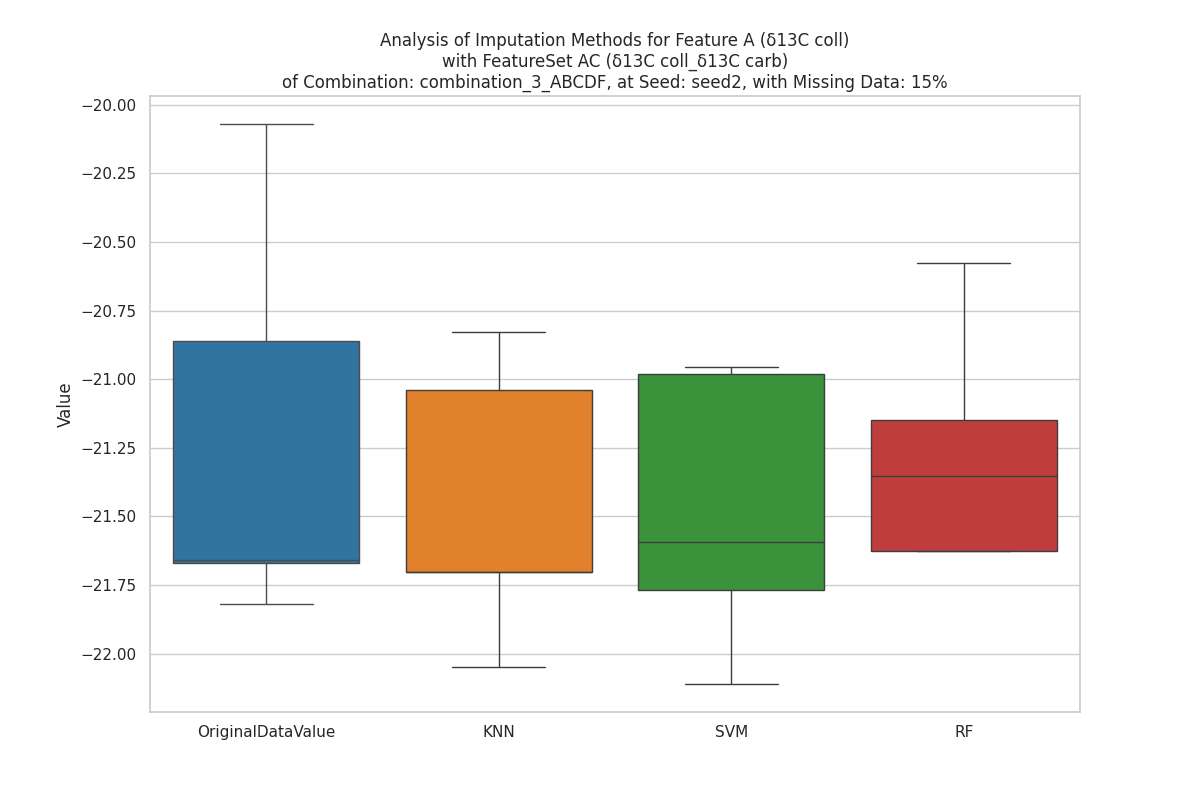 Analysis of Imputation Methods for Feature A (δ13C coll)
with FeatureSet AC (δ13C coll_δ13C carb)
of Combination: combination_3_ABCDF, at Seed: seed2, with Missing Data: 15%
−20.00
−20.25
−20.50
−20.75
−21.00
−21.25
−21.50
−21.75
−22.00
Value
OriginalDataValue
KNN
SVM
RF